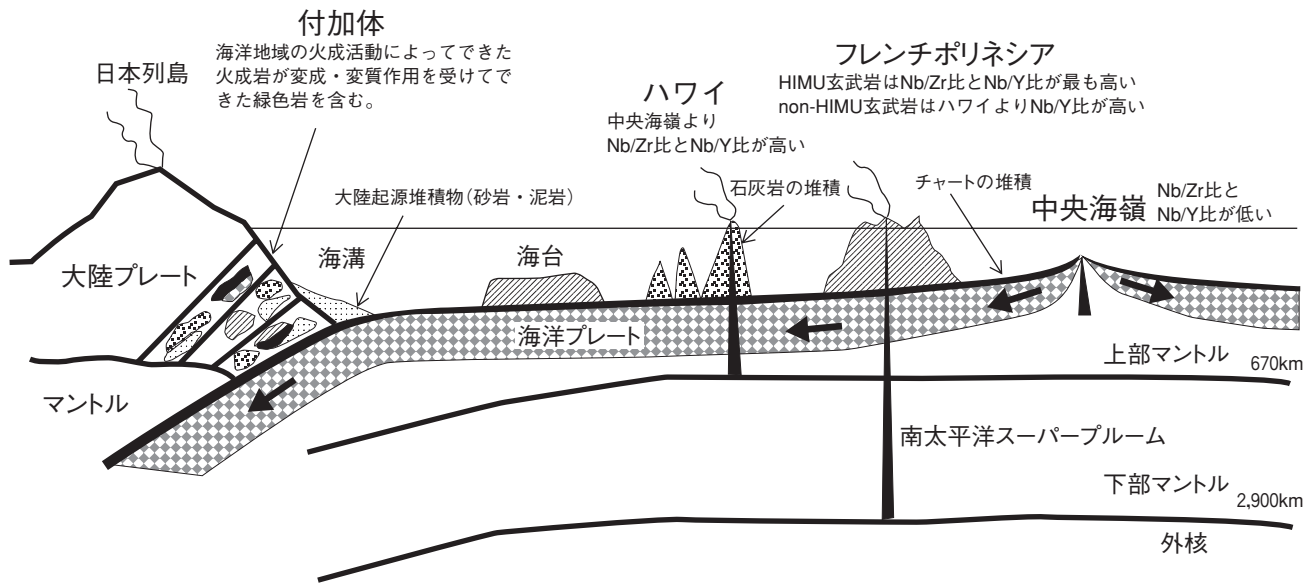 付加体
海洋地域の火成活動によってできた
火成岩が変成・変質作用を受けてで
きた緑色岩を含む。
日本列島
フレンチポリネシア
HIMU玄武岩はNb/Zr比とNb/Y比が最も高い
non-HIMU玄武岩はハワイよりNb/Y比が高い
ハワイ
中央海嶺より
Nb/Zr比とNb/Y比が高い
大陸起源堆積物(砂岩・泥岩)
石灰岩の堆積
チャートの堆積
中央海嶺
Nb/Zr比と
Nb/Y比が低い
大陸プレート
海溝
海台
海洋プレート
上部マントル
670km
マントル
南太平洋スーパープルーム
下部マントル
2,900km
外核